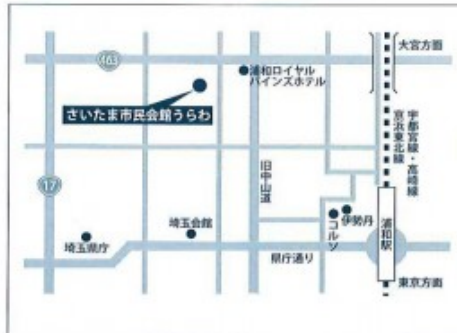 463
大宮方面
浦和ロイヤル
パインズホテル
さいたま市民会館うらわ
宇都宮線・高崎線
京浜東北線
17
旧中山道
伊勢丹
コルソ
浦和駅
埼玉会館
埼玉県庁
県庁通り
東京方面